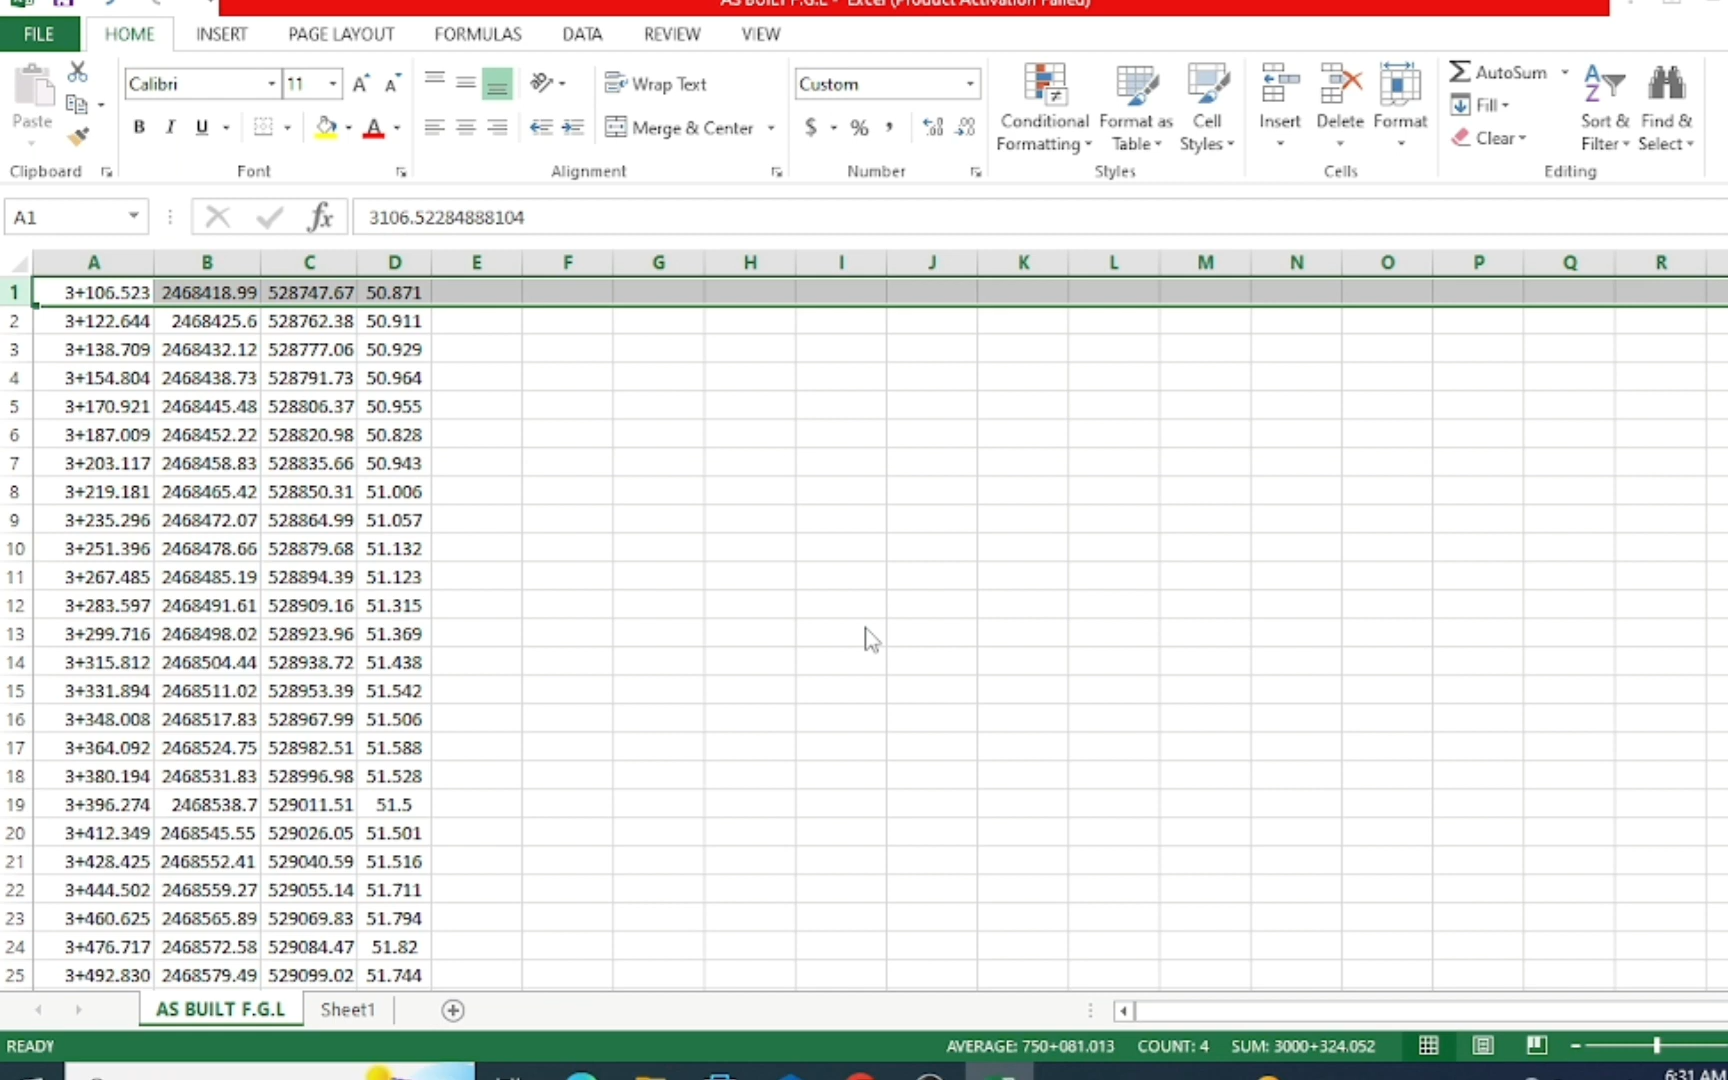 AS BUILT F.G.L - Excel (Product Activation Failed)
FILE HOME INSERT PAGE LAYOUT FORMULAS DATA REVIEW VIEW
Calibri 11 Wrap Text Custom AutoSum
Paste Conditional Format as Cell Insert Delete Format Fill Sort & Find &
B I U Merge & Center $ % , Formatting Table Styles Clear Filter Select
Clipboard Font Alignment Number Styles Cells Editing
A1 fx 3106.52284888104
A B C D E F G H I J K L M N O P Q R
1 3+106.523 2468418.99 528747.67 50.871
2 3+122.644 2468425.6 528762.38 50.911
3 3+138.709 2468432.12 528777.06 50.929
4 3+154.804 2468438.73 528791.73 50.964
5 3+170.921 2468445.48 528806.37 50.955
6 3+187.009 2468452.22 528820.98 50.828
7 3+203.117 2468458.83 528835.66 50.943
8 3+219.181 2468465.42 528850.31 51.006
9 3+235.296 2468472.07 528864.99 51.057
10 3+251.396 2468478.66 528879.68 51.132
11 3+267.485 2468485.19 528894.39 51.123
12 3+283.597 2468491.61 528909.16 51.315
13 3+299.716 2468498.02 528923.96 51.369
14 3+315.812 2468504.44 528938.72 51.438
15 3+331.894 2468511.02 528953.39 51.542
16 3+348.008 2468517.83 528967.99 51.506
17 3+364.092 2468524.75 528982.51 51.588
18 3+380.194 2468531.83 528996.98 51.528
19 3+396.274 2468538.7 529011.51 51.5
20 3+412.349 2468545.55 529026.05 51.501
21 3+428.425 2468552.41 529040.59 51.516
22 3+444.502 2468559.27 529055.14 51.711
23 3+460.625 2468565.89 529069.83 51.794
24 3+476.717 2468572.58 529084.47 51.82
25 3+492.830 2468579.49 529099.02 51.744
AS BUILT F.G.L Sheet1
READY AVERAGE: 750+081.013 COUNT: 4 SUM: 3000+324.052
6:31 AM